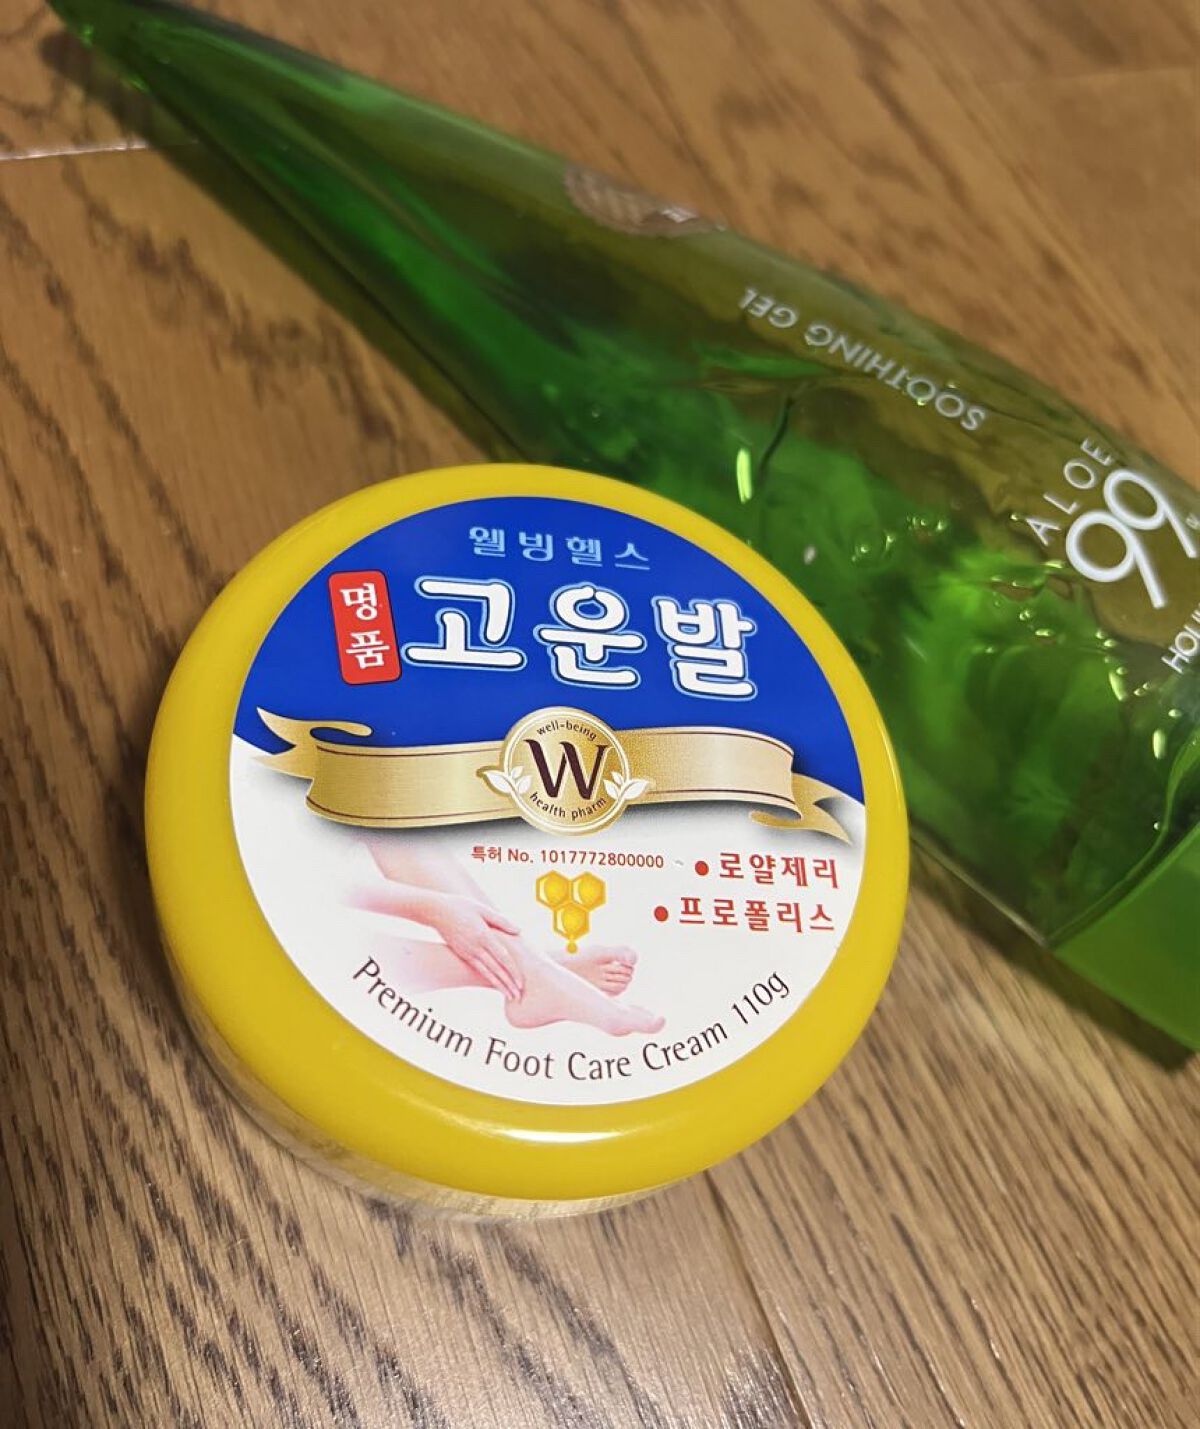 웰빙헬스
명품
고운발
well-being
W
health pharm
특허 No. 1017772800000
로얄제리
프로폴리스
Premium Foot Care Cream 110g
SOOTHING GEL
ALOE
99